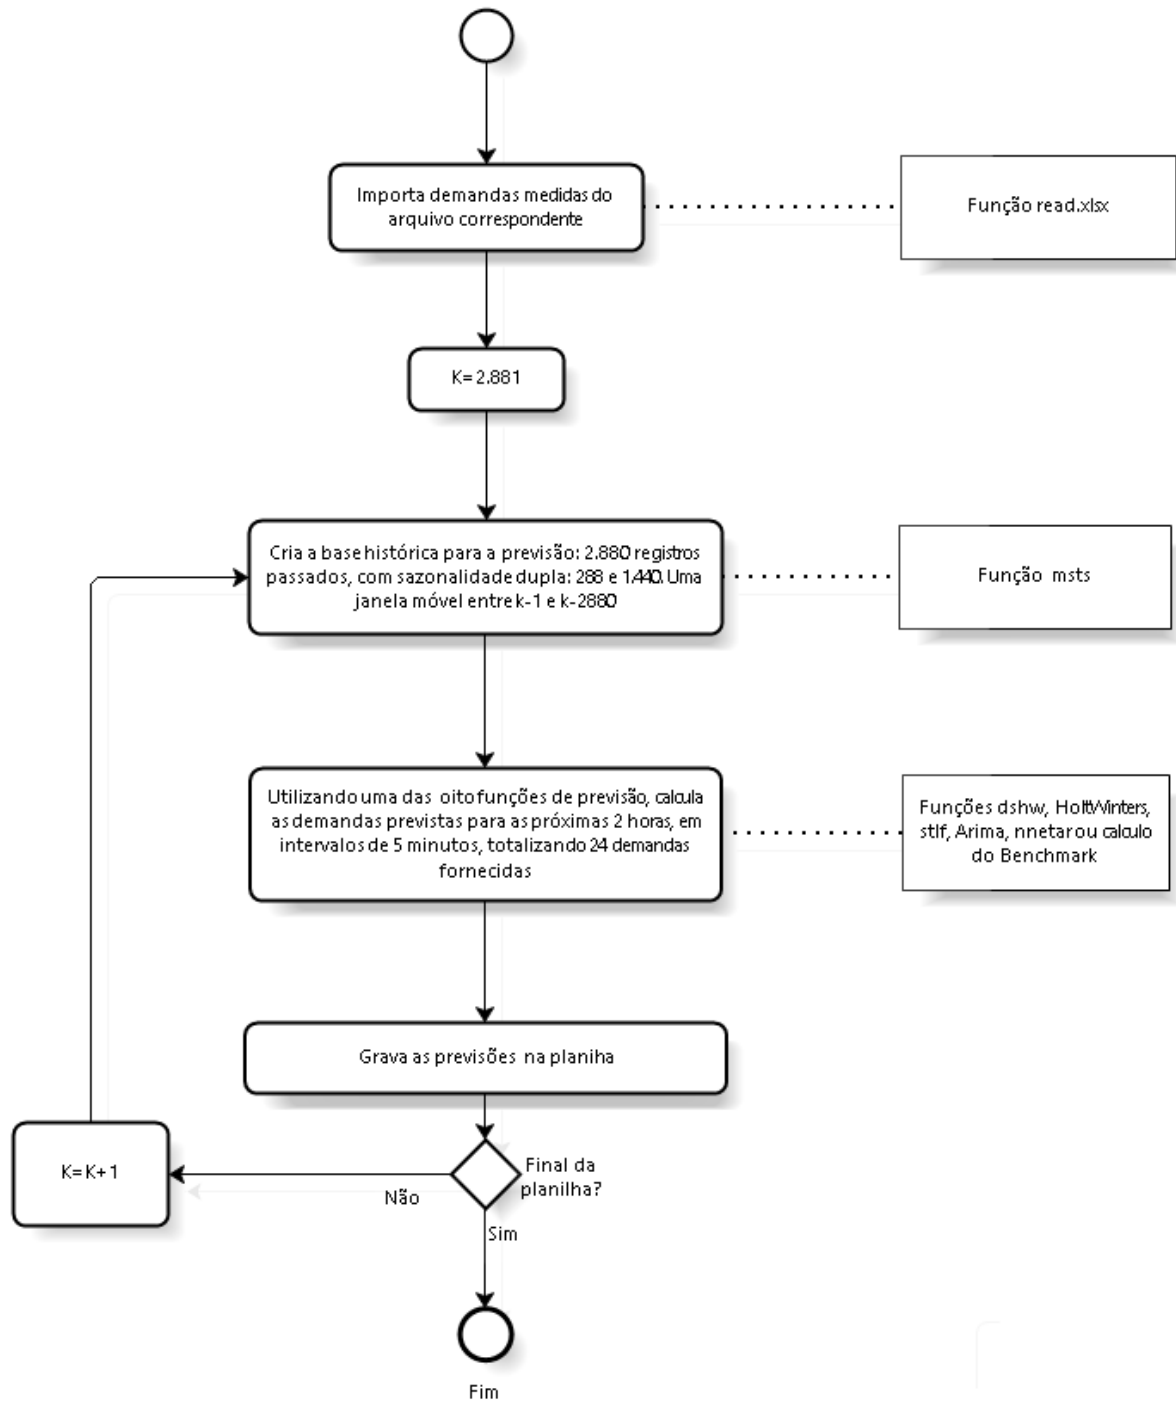 Importa demandas medidas do
arquivo correspondente
Função read.xlsx
K=2.881
Cria a base histórica para a previsão: 2.880 registros
passados, com sazonalidade dupla: 288 e 1.440. Uma
janela móvel entre k-1 e k-2880
Função msts
Utilizando uma das oito funções de previsão, calcula
as demandas previstas para as próximas 2 horas, em
intervalos de 5 minutos, totalizando 24 demandas
fornecidas
Funções dshw, HoltWinters,
stlf, Arima, nnetar ou calculo
do Benchmark
Grava as previsões na planiha
K=K+1
Não
Final da
planilha?
Sim
Fim